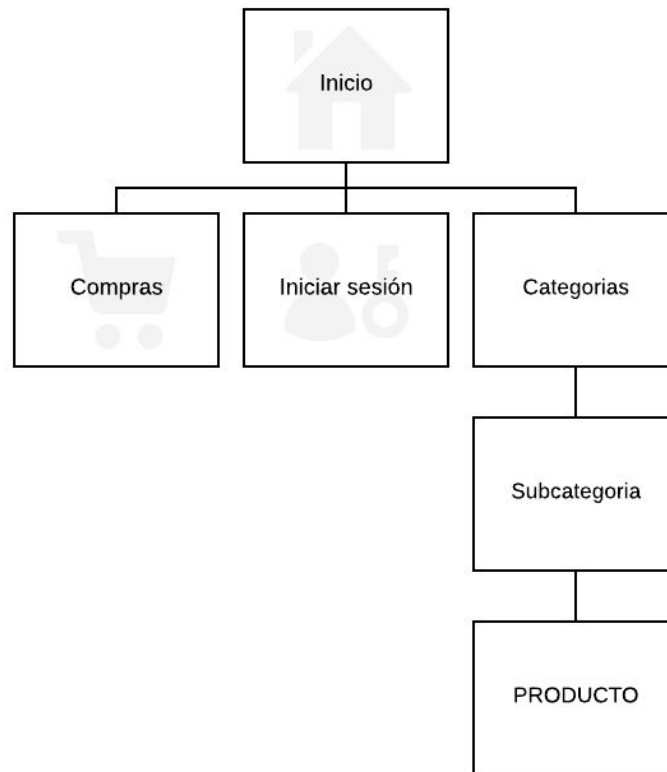 Inicio
Compras
Iniciar sesión
Categorias
Subcategoria
PRODUCTO